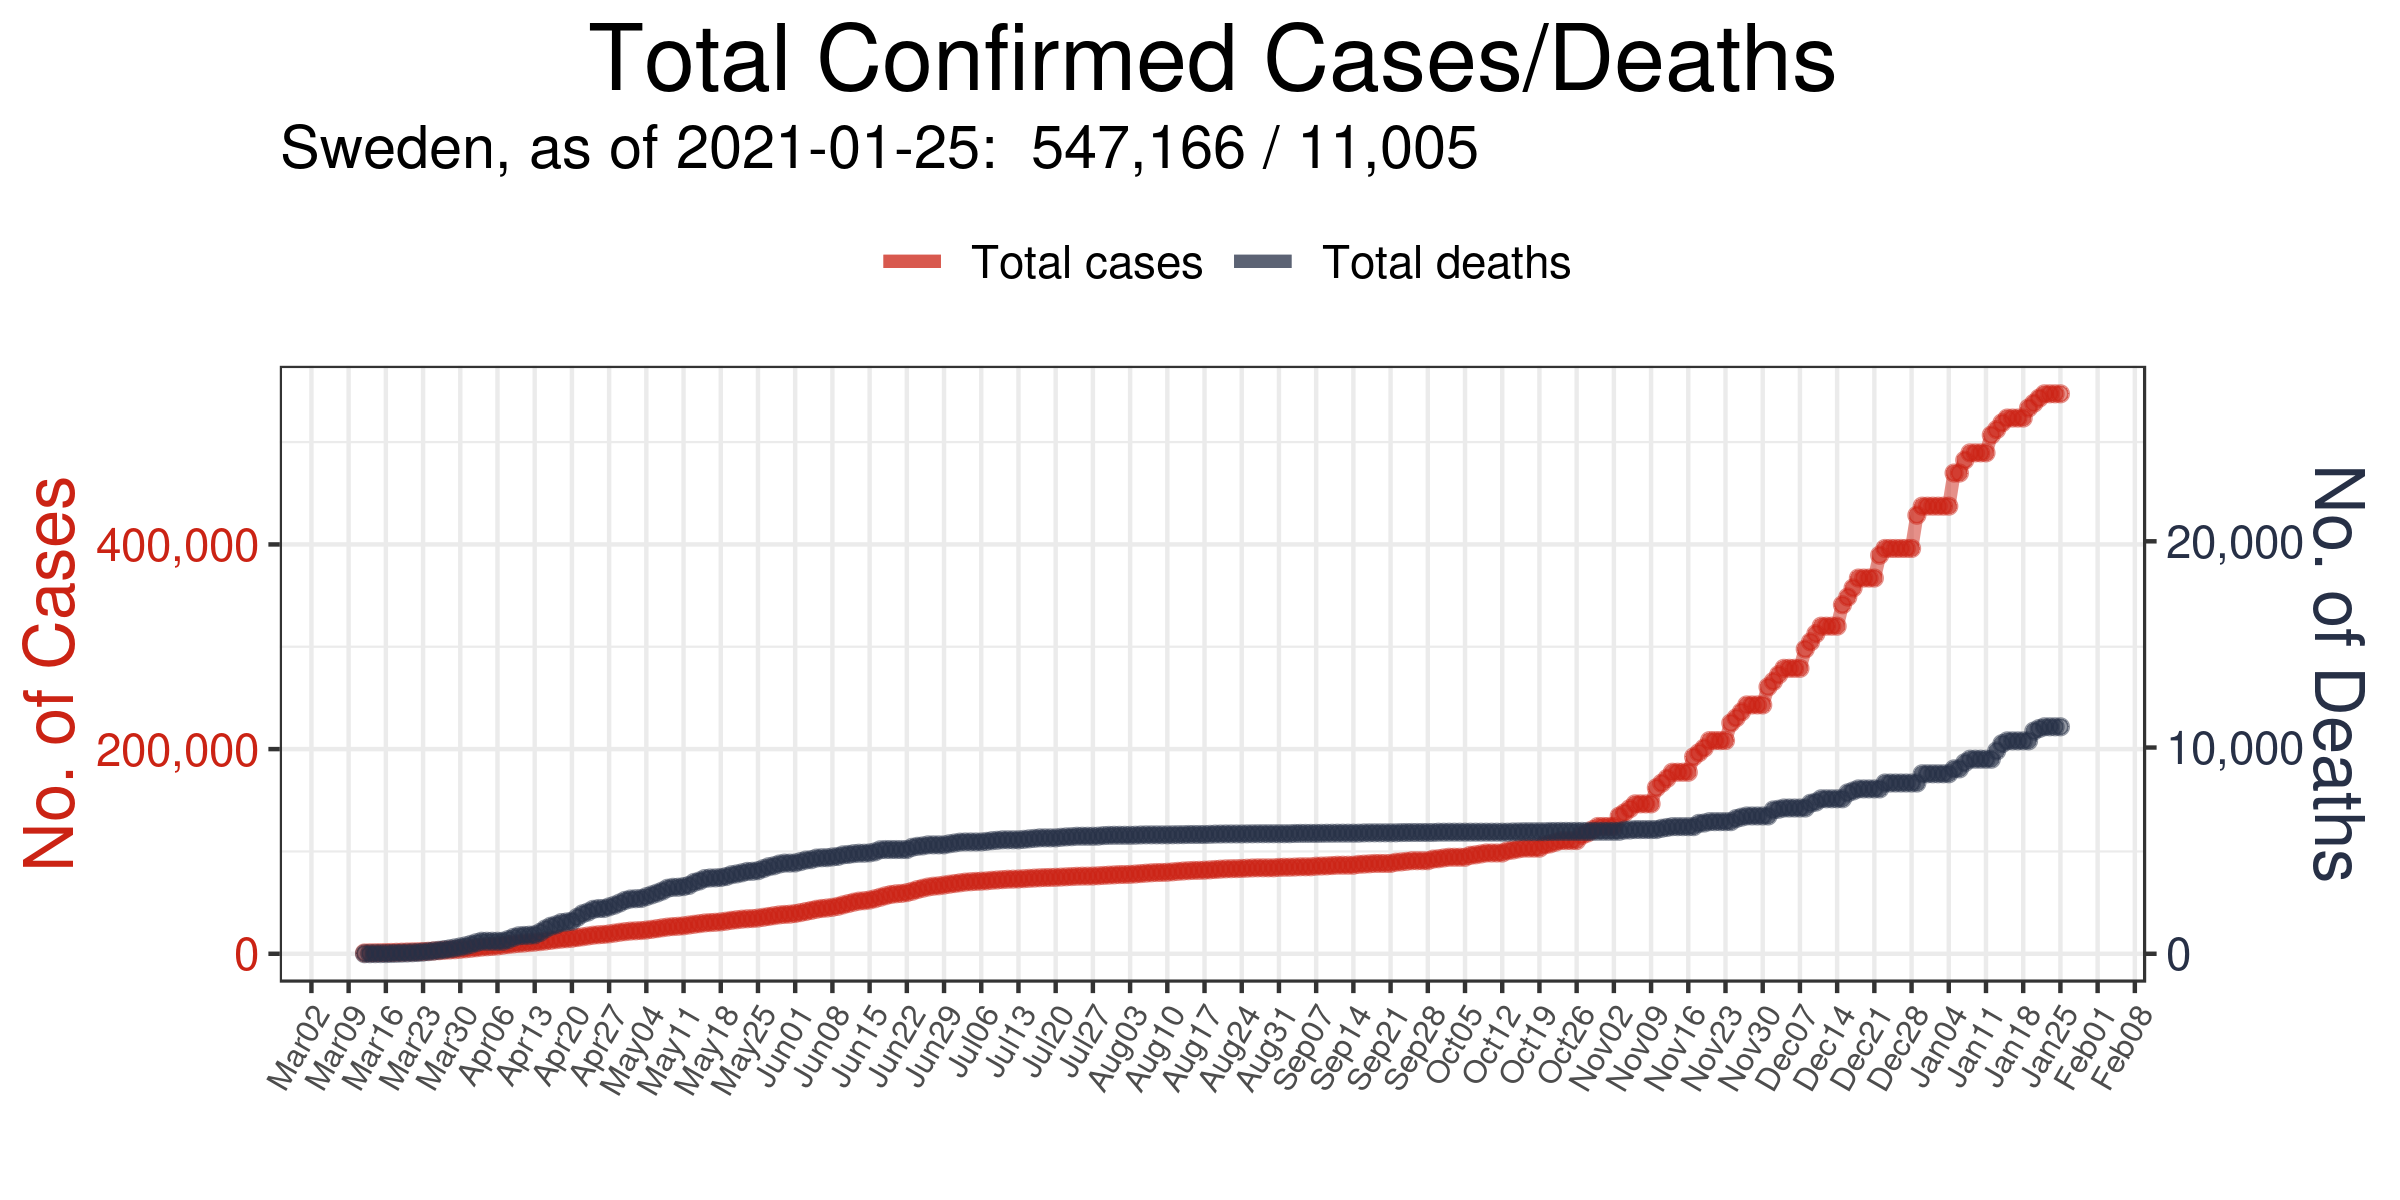 Total Confirmed Cases/Deaths
Sweden, as of 2021-01-25:  547,166 / 11,005
Total cases
Total deaths
No. of Cases
400,000
200,000
0
20,000
10,000
0
No. of Deaths
Mar02
Mar09
Mar16
Mar23
Mar30
Apr06
Apr13
Apr20
Apr27
May04
May11
May18
May25
Jun01
Jun08
Jun15
Jun22
Jun29
Jul06
Jul13
Jul20
Jul27
Aug03
Aug10
Aug17
Aug24
Aug31
Sep07
Sep14
Sep21
Sep28
Oct05
Oct12
Oct19
Oct26
Nov02
Nov09
Nov16
Nov23
Nov30
Dec07
Dec14
Dec21
Dec28
Dec04
Jan11
Jan18
Jan25
Feb01
Feb08